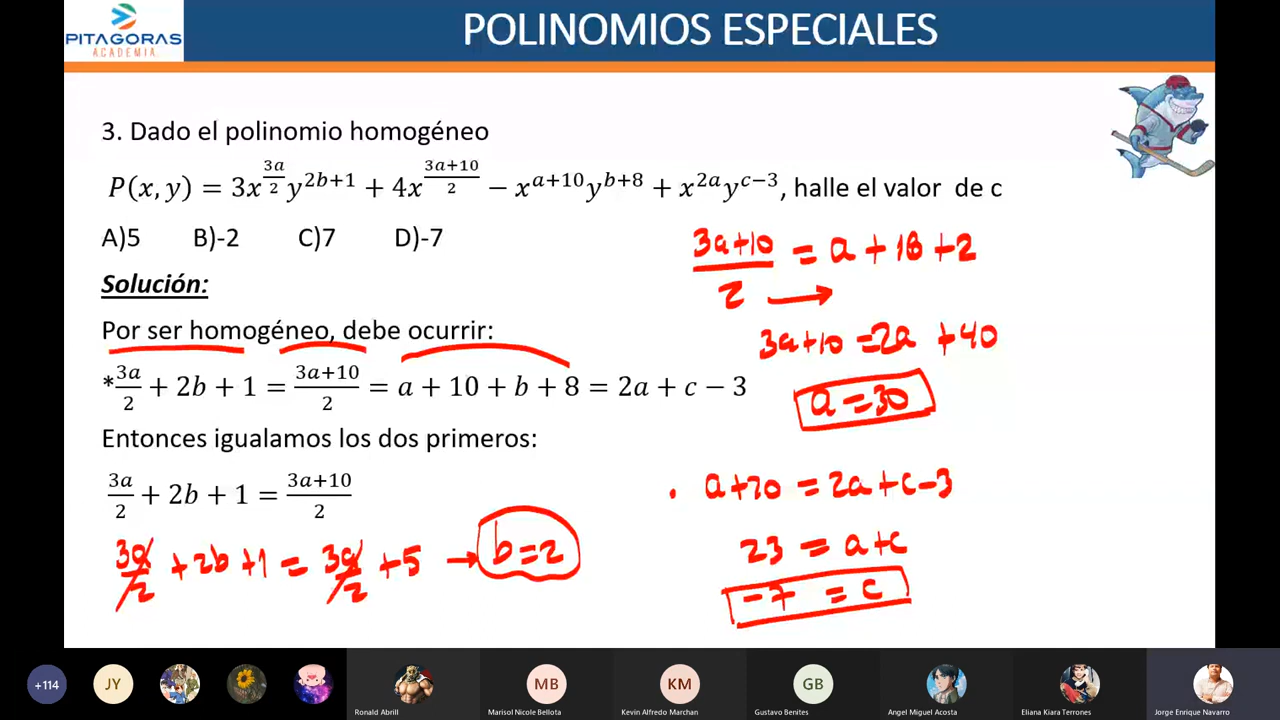 PITAGORAS
ACADEMIA
POLINOMIOS ESPECIALES
3. Dado el polinomio homogéneo
P(x, y) = 3x^(3a/2) y^(2b+1) + 4x^((3a+10)/2) − x^(a+10) y^(b+8) + x^(2a) y^(c−3), halle el valor de c
A)5 B)-2 C)7 D)-7
Solución:
Por ser homogéneo, debe ocurrir:
*3a/2 + 2b + 1 = (3a+10)/2 = a + 10 + b + 8 = 2a + c − 3
Entonces igualamos los dos primeros:
3a/2 + 2b + 1 = (3a+10)/2
3a/2 + 2b + 1 = 3a/2 + 5 → b = 2
(3a+10)/2 = a + 18 + 2
→
3a+10 = 2a + 40
a = 30
• a+20 = 2a+c-3
23 = a+c
-7 = c
+114
JY
MB
KM
GB
Ronald Abrill
Marisol Nicole Bellota
Kevin Alfredo Marchan
Gustavo Benites
Angel Miguel Acosta
Eliana Kiara Terrones
Jorge Enrique Navarro